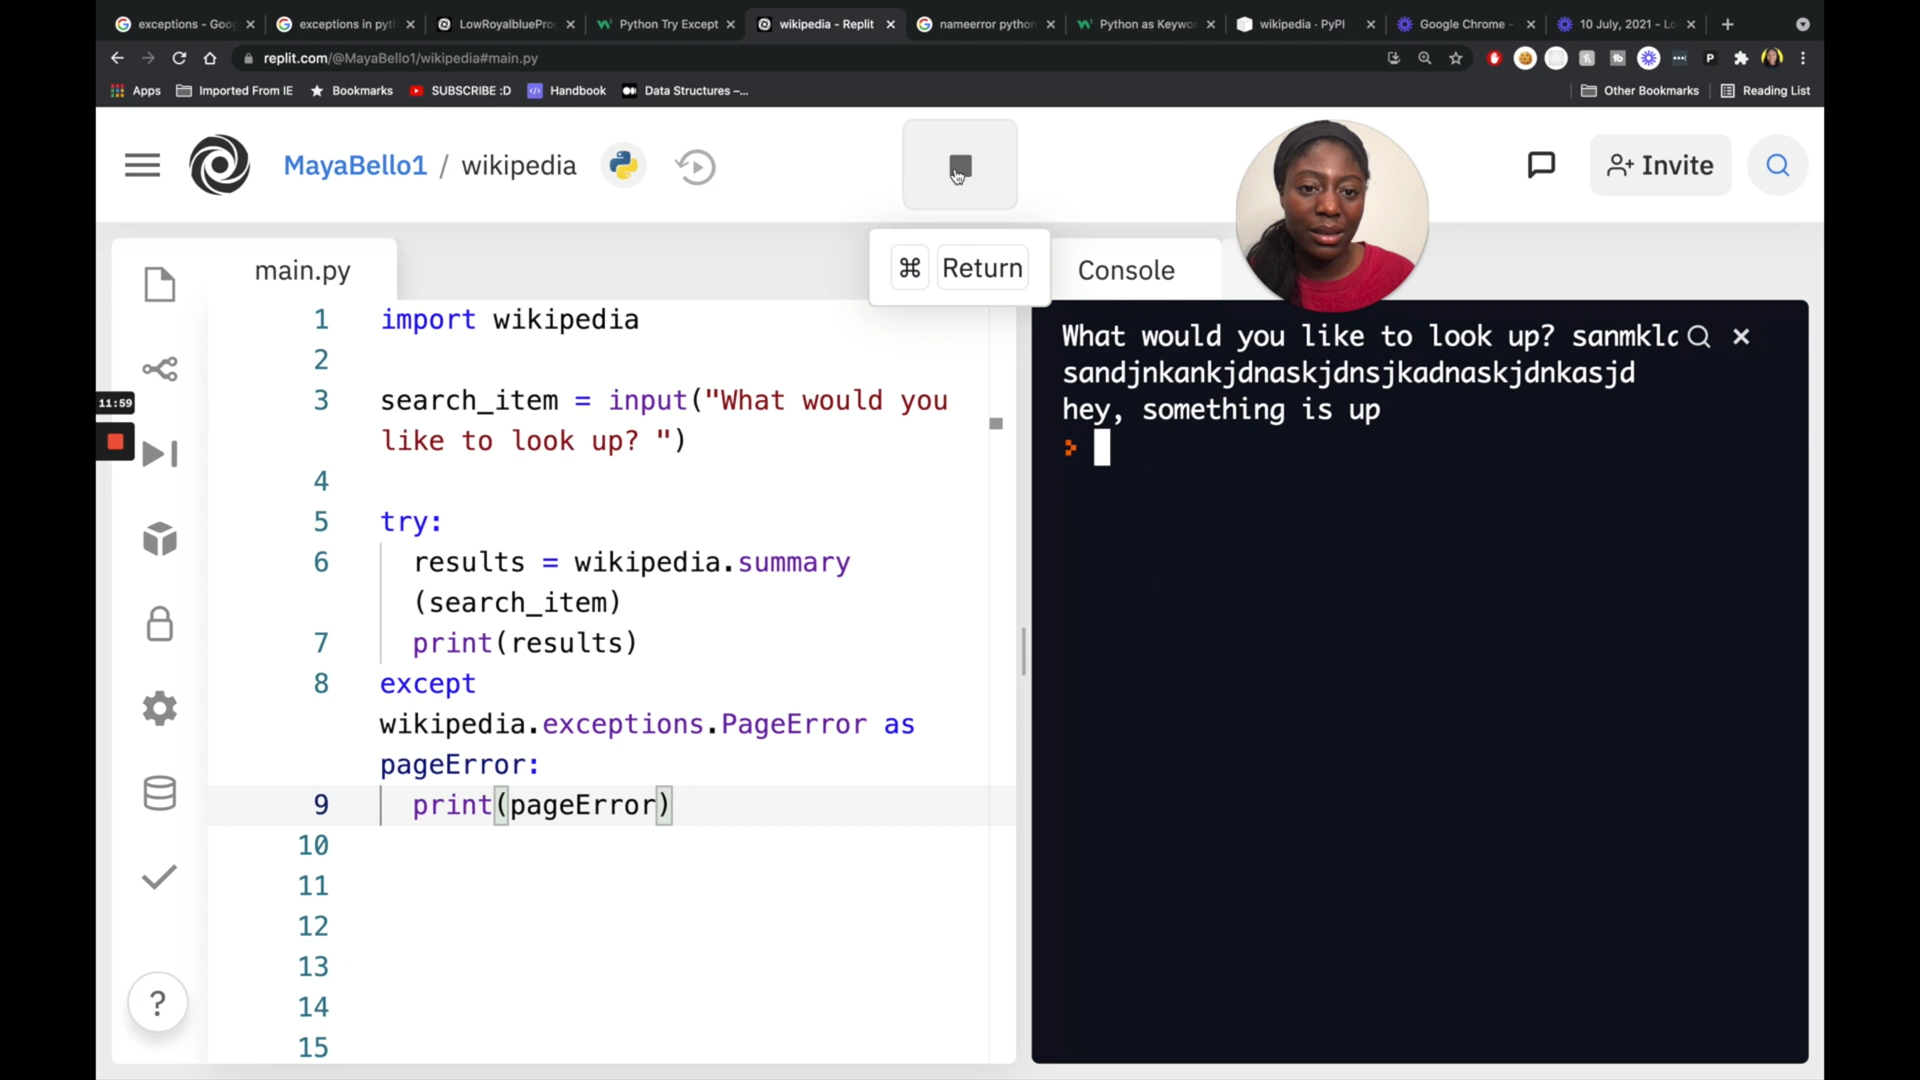 exceptions - Goo
exceptions in pyth
LowRoyalbluePro
Python Try Except
wikipedia - Replit
nameerror python
Python as Keywo
wikipedia · PyPI
Google Chrome -
10 July, 2021 - Lo
replit.com/@MayaBello1/wikipedia#main.py
Apps
Imported From IE
Bookmarks
SUBSCRIBE :D
Handbook
Data Structures –...
Other Bookmarks
Reading List
MayaBello1 / wikipedia
Invite
⌘ Return
main.py
Console
11:59
1 import wikipedia
2
3 search_item = input("What would you
like to look up? ")
4
5 try:
6 results = wikipedia.summary
(search_item)
7 print(results)
8 except
wikipedia.exceptions.PageError as
pageError:
9 print(pageError)
10
11
12
13
14
15
What would you like to look up? sanmklc
sandjnkankjdnaskjdnsjkadnaskjdnkasjd
hey, something is up
?